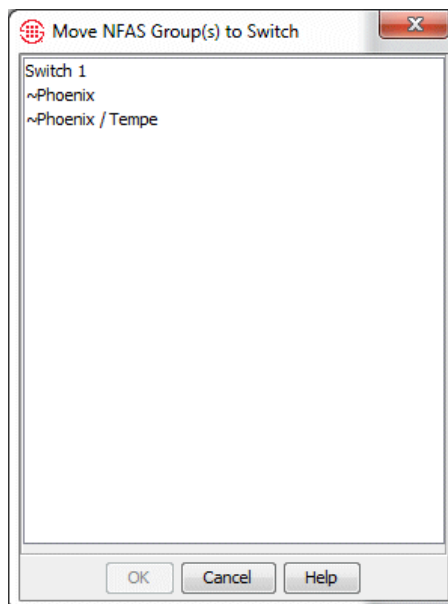 Move NFAS Group(s) to Switch
Switch 1
~Phoenix
~Phoenix / Tempe
OK
Cancel
Help